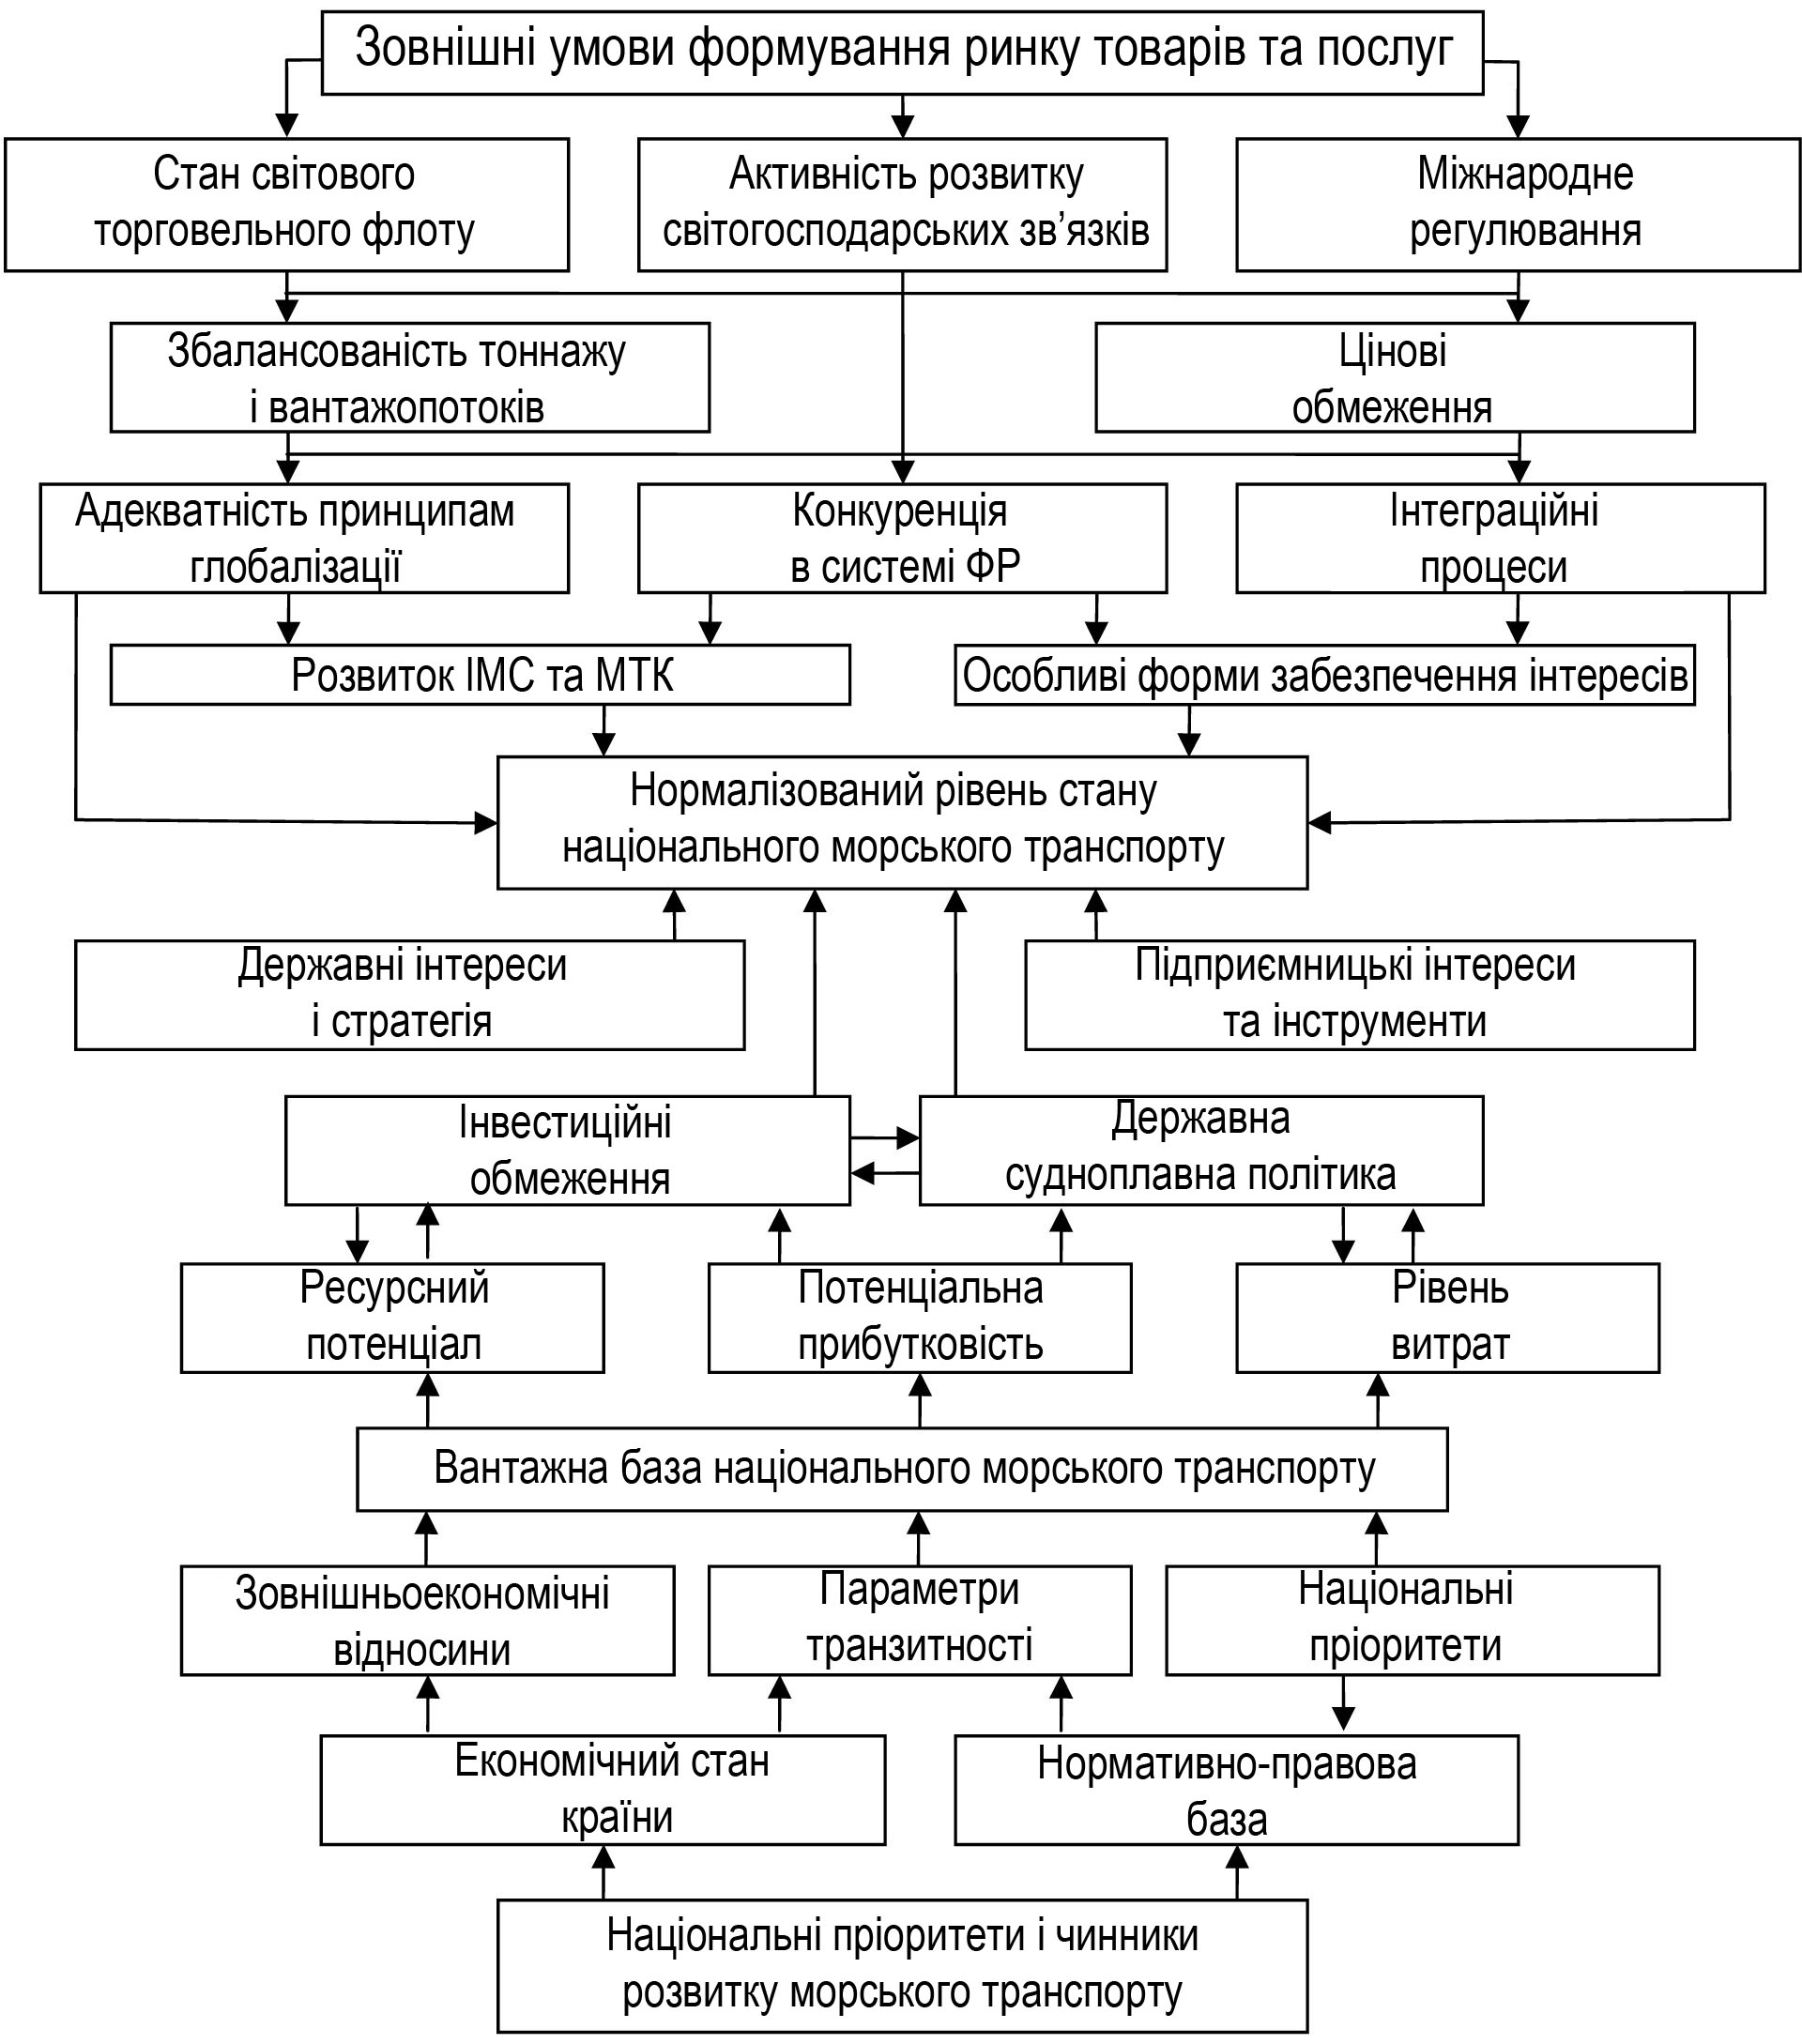 Зовнішні умови формування ринку товарів та послуг
Стан світового
торговельного флоту
Активність розвитку
світогосподарських зв’язків
Міжнародне
регулювання
Збалансованість тоннажу
і вантажопотоків
Цінові
обмеження
Адекватність принципам
глобалізації
Конкуренція
в системі ФР
Інтеграційні
процеси
Розвиток ІМС та МТК
Особливі форми забезпечення інтересів
Нормалізований рівень стану
національного морського транспорту
Державні інтереси
і стратегія
Підприємницькі інтереси
та інструменти
Інвестиційні
обмеження
Державна
судноплавна політика
Ресурсний
потенціал
Потенціальна
прибутковість
Рівень
витрат
Вантажна база національного морського транспорту
Зовнішньоекономічні
відносини
Параметри
транзитності
Національні
пріоритети
Економічний стан
країни
Нормативно-правова
база
Національні пріоритети і чинники
розвитку морського транспорту